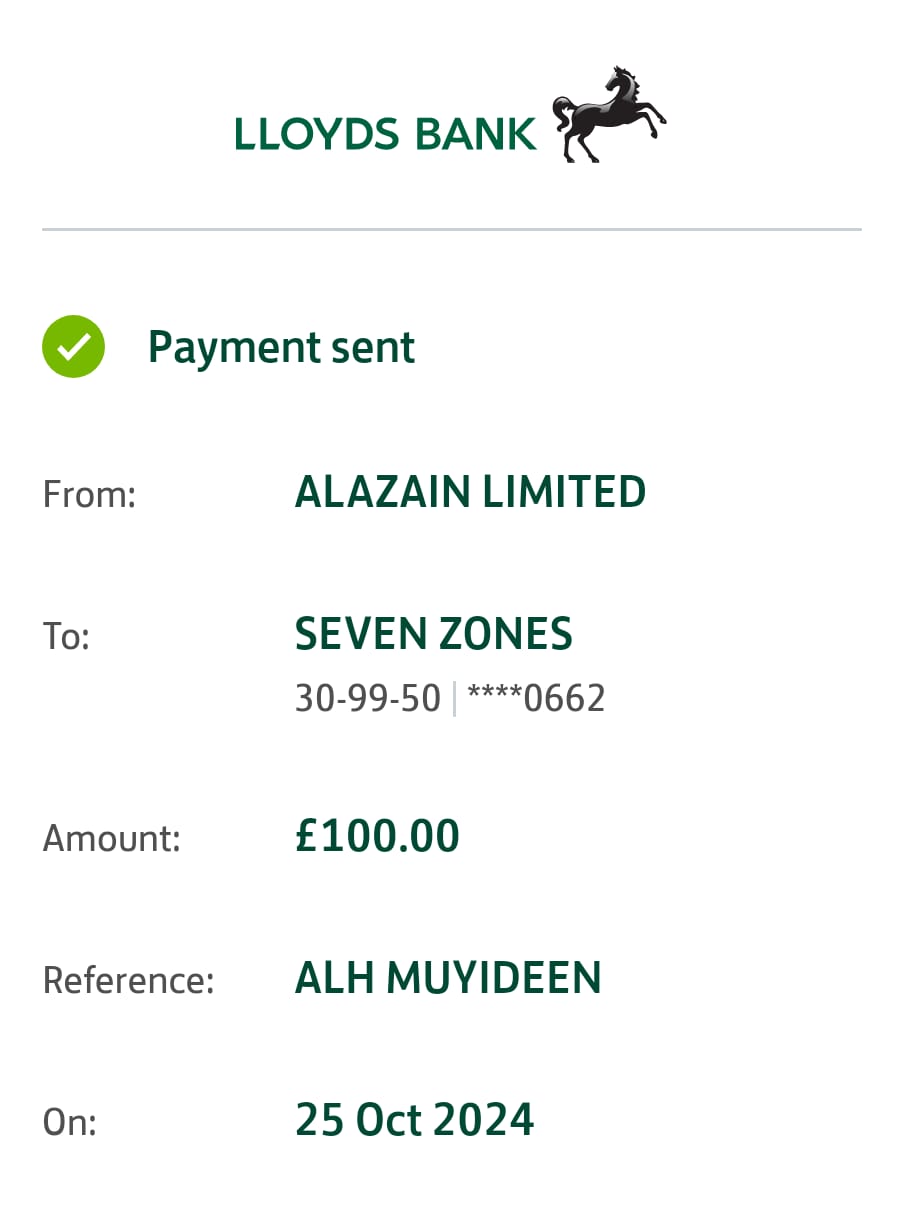 LLOYDS BANK
Payment sent
From: ALAZAIN LIMITED
To: SEVEN ZONES
30-99-50 | ****0662
Amount: £100.00
Reference: ALH MUYIDEEN
On: 25 Oct 2024